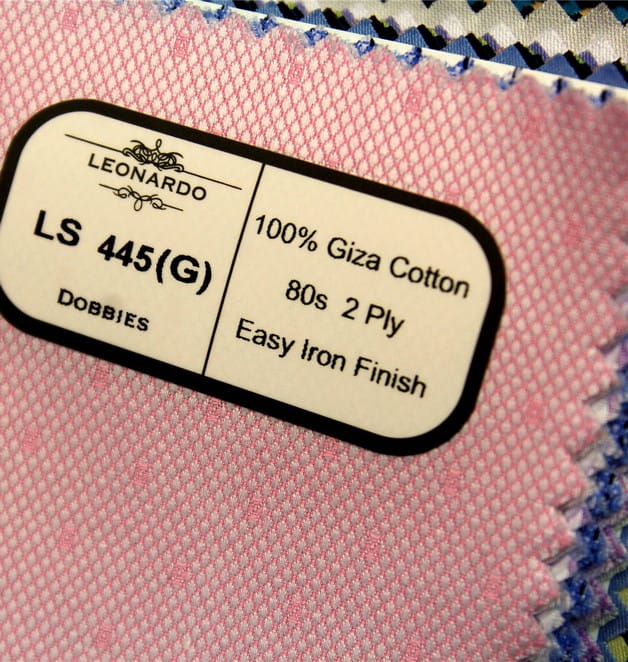 LEONARDO
LS 445(G)
DOBBIES
100% Giza Cotton
80s 2 Ply
Easy Iron Finish